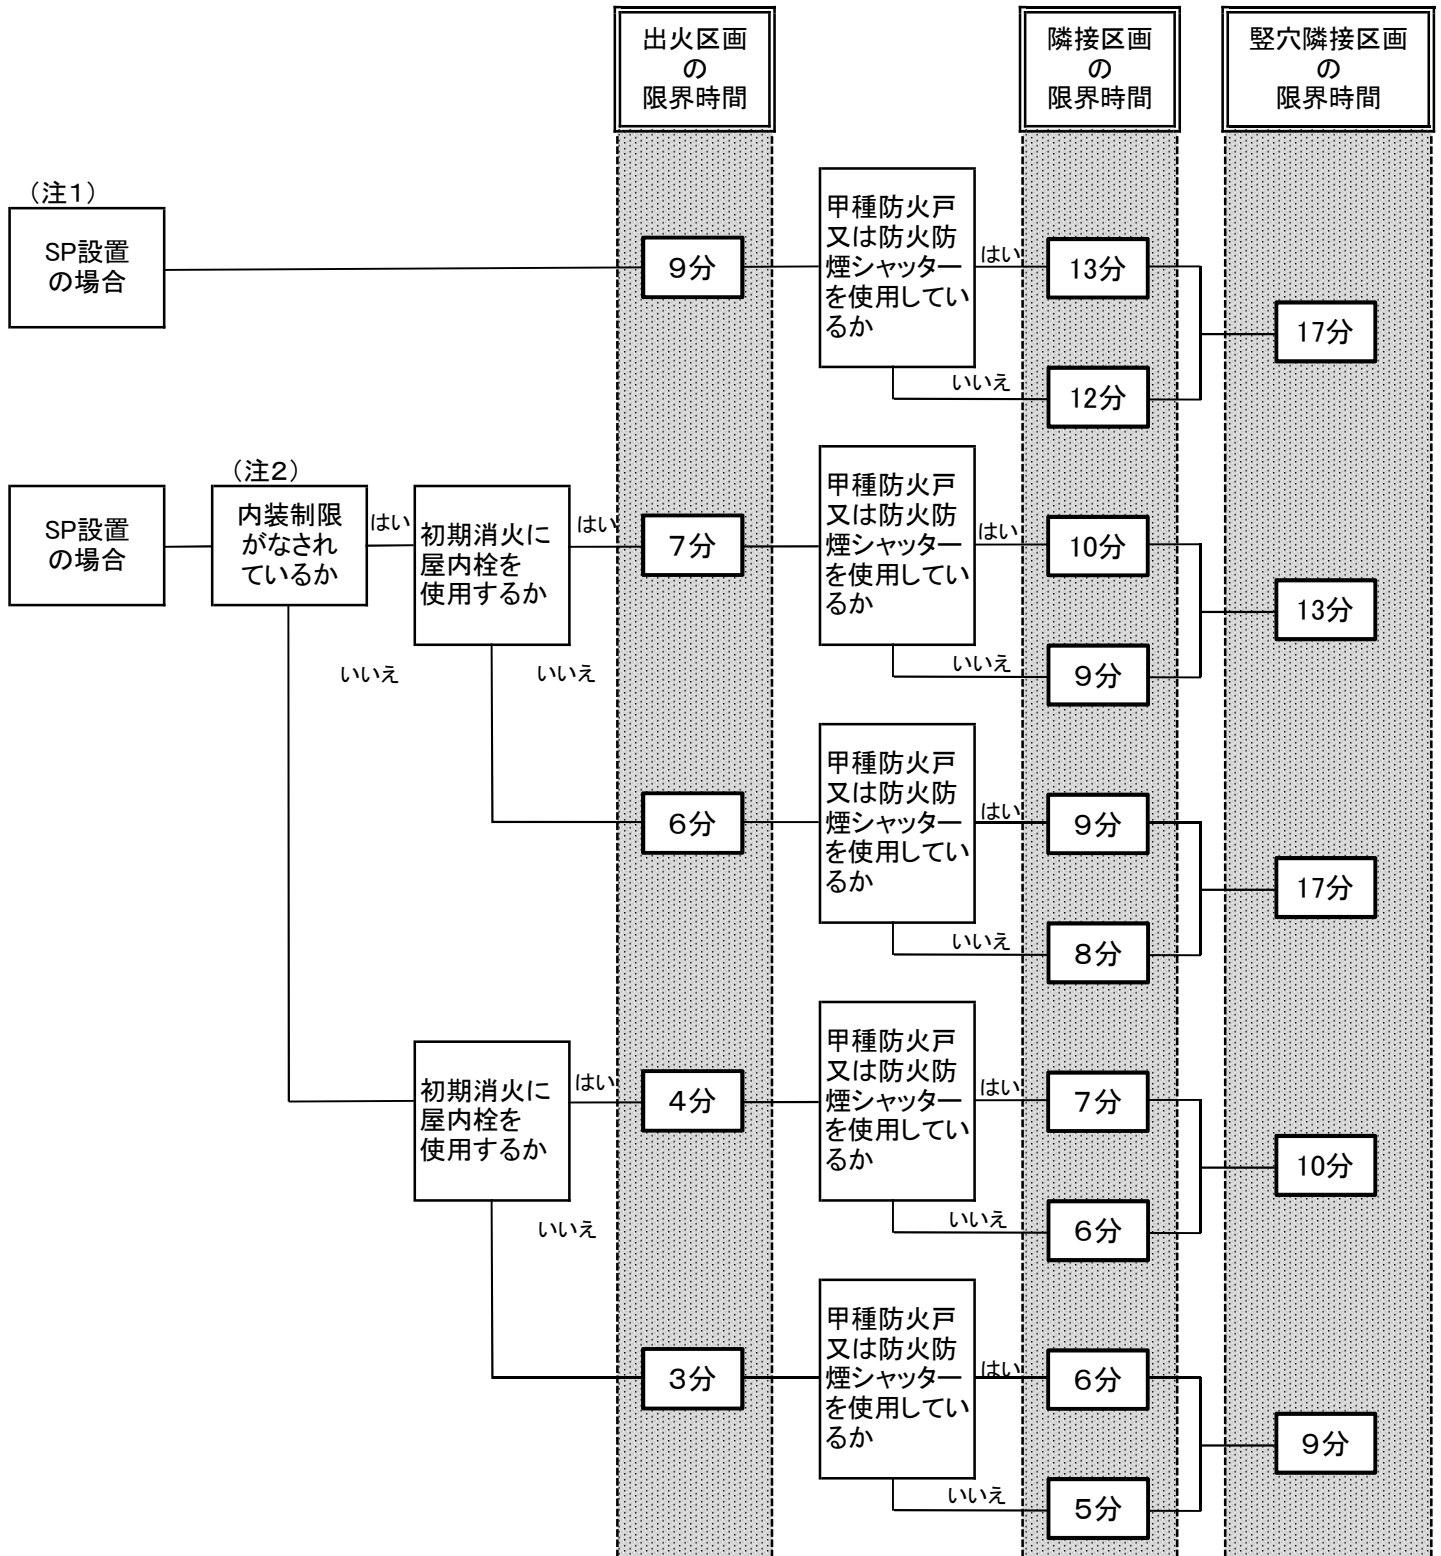 出火区画
の
限界時間
隣接区画
の
限界時間
竪穴隣接区画
の
限界時間
(注1)
SP設置
の場合
9分
甲種防火戸
又は防火防
煙シャッター
を使用してい
るか
はい
いいえ
13分
12分
17分
SP設置
の場合
(注2)
内装制限
がなされ
ているか
はい
いいえ
初期消火に
屋内栓を
使用するか
はい
いいえ
7分
甲種防火戸
又は防火防
煙シャッター
を使用してい
るか
はい
いいえ
10分
9分
13分
6分
甲種防火戸
又は防火防
煙シャッター
を使用してい
るか
はい
いいえ
9分
8分
17分
初期消火に
屋内栓を
使用するか
はい
いいえ
4分
甲種防火戸
又は防火防
煙シャッター
を使用してい
るか
はい
いいえ
7分
6分
10分
3分
甲種防火戸
又は防火防
煙シャッター
を使用してい
るか
はい
いいえ
6分
5分
9分